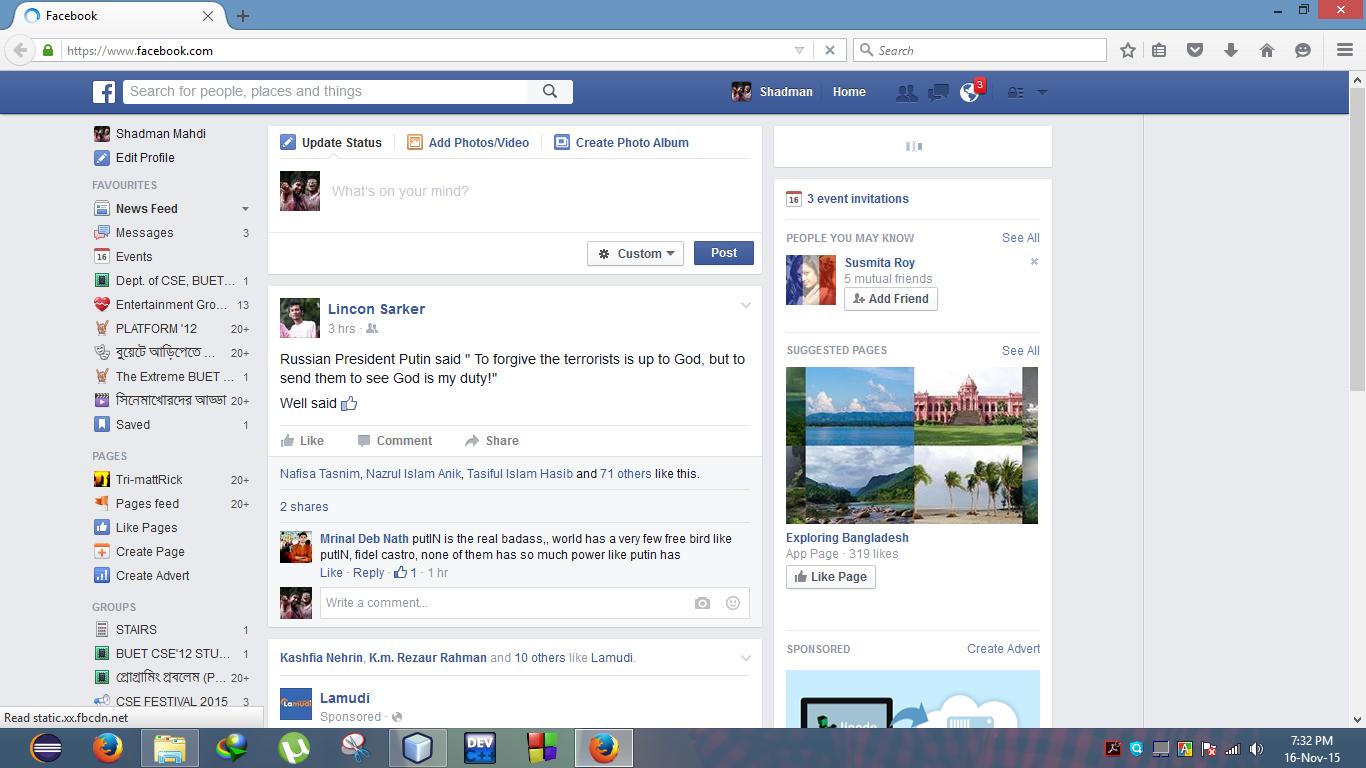 Facebook
https://www.facebook.com
Search
Search for people, places and things
Shadman
Home
3
Shadman Mahdi
Edit Profile
FAVOURITES
News Feed
Messages 3
16 Events
Dept. of CSE, BUET... 1
Entertainment Gro... 13
PLATFORM '12 20+
বুয়েটে আড়িপেতে ... 20+
The Extreme BUET ... 1
সিনেমাখোরদের আড্ডা 20+
Saved 1
PAGES
Tri-mattRick 20+
Pages feed 20+
Like Pages
Create Page
Create Advert
GROUPS
STAIRS 1
BUET CSE'12 STU... 1
প্রোগ্রামিং প্রবলেম (P... 20+
CSE FESTIVAL 2015 3
Read static.xx.fbcdn.net
Update Status Add Photos/Video Create Photo Album
What's on your mind?
Custom Post
Lincon Sarker
3 hrs ·
Russian President Putin said " To forgive the terrorists is up to God, but to
send them to see God is my duty!"
Well said
Like Comment Share
Nafisa Tasnim, Nazrul Islam Anik, Tasiful Islam Hasib and 71 others like this.
2 shares
Mrinal Deb Nath putIN is the real badass,, world has a very few free bird like
putIN, fidel castro, none of them has so much power like putin has
Like · Reply · 1 · 1 hr
Write a comment...
Kashfia Nehrin, K.m. Rezaur Rahman and 10 others like Lamudi.
Lamudi
Lamudi
Sponsored ·
16 3 event invitations
PEOPLE YOU MAY KNOW See All
Susmita Roy
5 mutual friends
Add Friend
SUGGESTED PAGES See All
Exploring Bangladesh
App Page · 319 likes
Like Page
SPONSORED Create Advert
linode
DEV
C++
7:32 PM
16-Nov-15